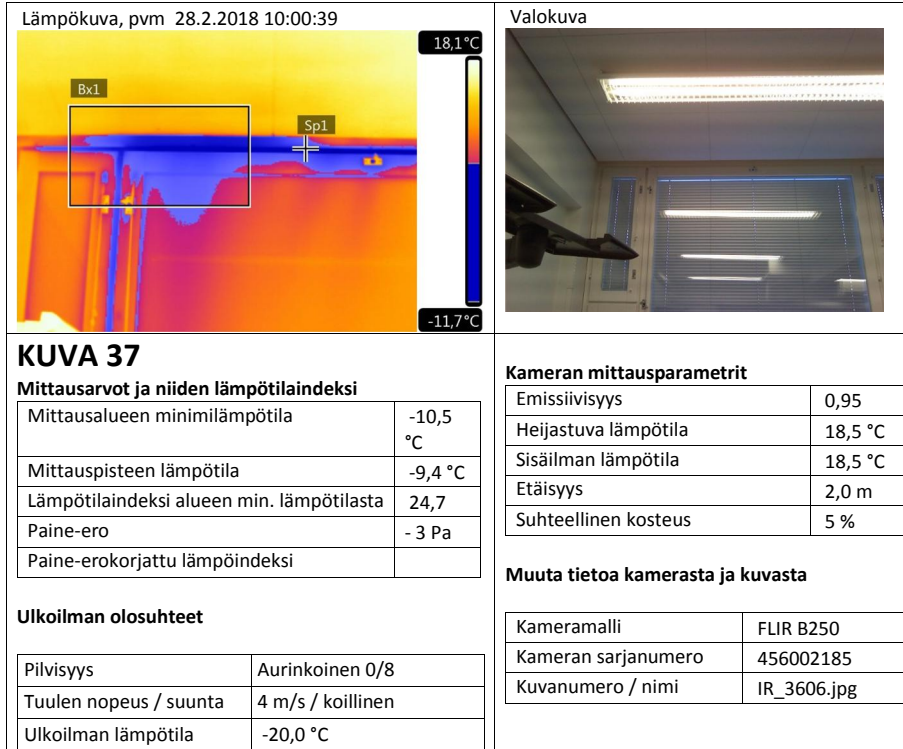 Lämpökuva, pvm 28.2.2018 10:00:39
18,1°C
Bx1
Sp1
-11,7°C
Valokuva
KUVA 37
Mittausarvot ja niiden lämpötilaindeksi
Mittausalueen minimilämpötila -10,5
°C
Mittauspisteen lämpötila -9,4 °C
Lämpötilaindeksi alueen min. lämpötilasta 24,7
Paine-ero - 3 Pa
Paine-erokorjattu lämpöindeksi
Ulkoilman olosuhteet
Pilvisyys Aurinkoinen 0/8
Tuulen nopeus / suunta 4 m/s / koillinen
Ulkoilman lämpötila -20,0 °C
Kameran mittausparametrit
Emissiivisyys 0,95
Heijastuva lämpötila 18,5 °C
Sisäilman lämpötila 18,5 °C
Etäisyys 2,0 m
Suhteellinen kosteus 5 %
Muuta tietoa kamerasta ja kuvasta
Kameramalli FLIR B250
Kameran sarjanumero 456002185
Kuvanumero / nimi IR_3606.jpg